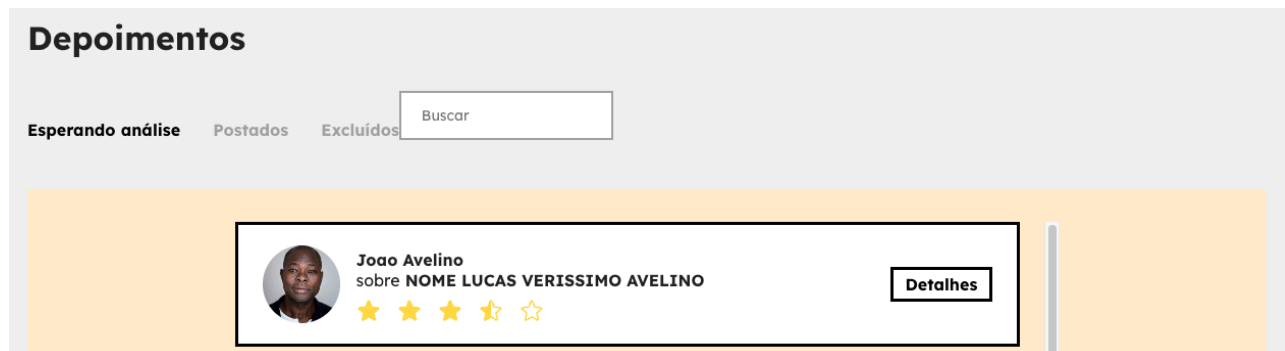 Depoimentos
Buscar
Esperando análise Postados Excluídos
Joao Avelino
sobre NOME LUCAS VERISSIMO AVELINO
Detalhes